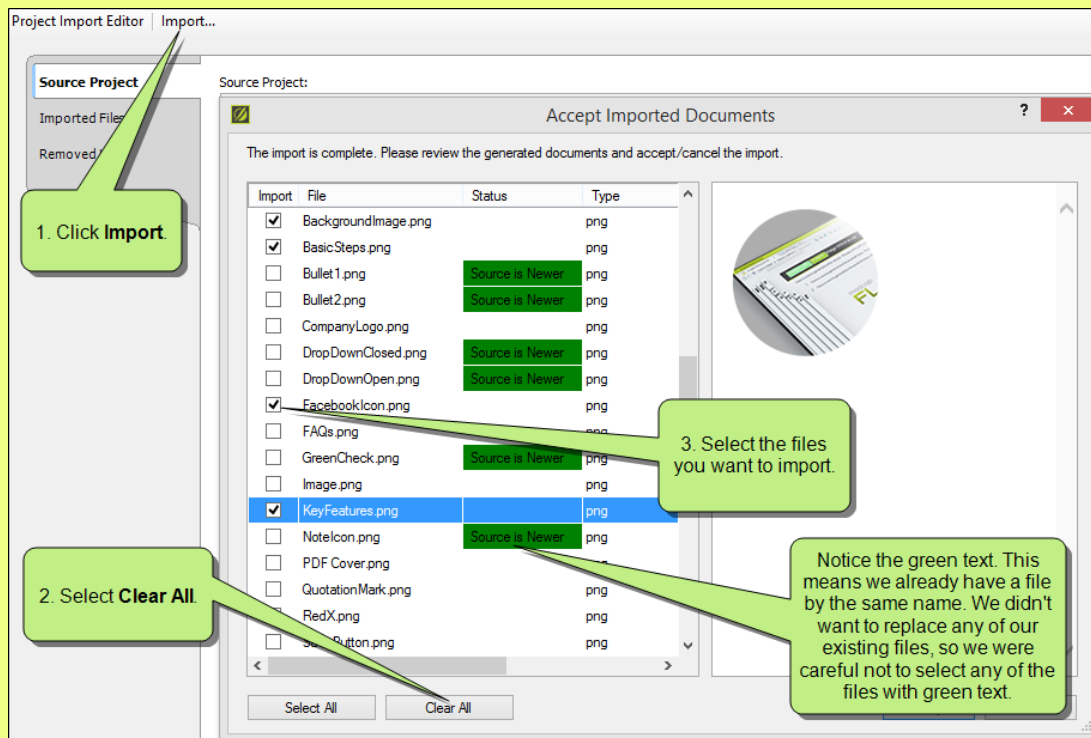 Project Import Editor Import...
Source Project
Source Project:
Imported Files
Removed
Accept Imported Documents
?
The import is complete. Please review the generated documents and accept/cancel the import.
Import File Status Type
BackgroundImage.png png
BasicSteps.png png
Bullet1.png Source is Newer png
Bullet2.png Source is Newer png
CompanyLogo.png png
DropDownClosed.png Source is Newer png
DropDownOpen.png Source is Newer png
FacebookIcon.png png
FAQs.png png
GreenCheck.png Source is Newer png
Image.png png
KeyFeatures.png png
NoteIcon.png Source is Newer png
PDF Cover.png
QuotationMark.png png
RedX.png png
Button.png png
Select All Clear All
FL
1. Click Import.
2. Select Clear All.
3. Select the files
you want to import.
Notice the green text. This
means we already have a file
by the same name. We didn't
want to replace any of our
existing files, so we were
careful not to select any of the
files with green text.